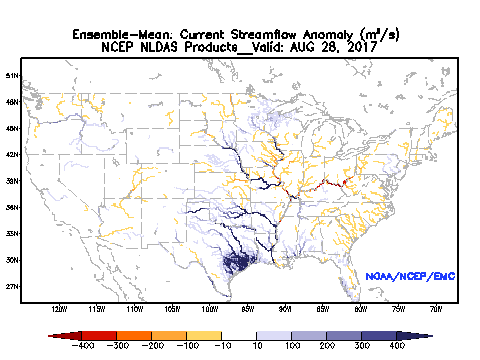 Ensemble-Mean: Current Streamflow Anomaly (m³/s)
NCEP NLDAS Products__Valid: AUG 28, 2017
51N
48N
45N
42N
39N
36N
33N
30N
27N
NOAA/NCEP/EMC
120W 115W 110W 105W 100W 95W 90W 85W 80W 75W 70W
-400 -300 -200 -100 -10 10 100 200 300 400